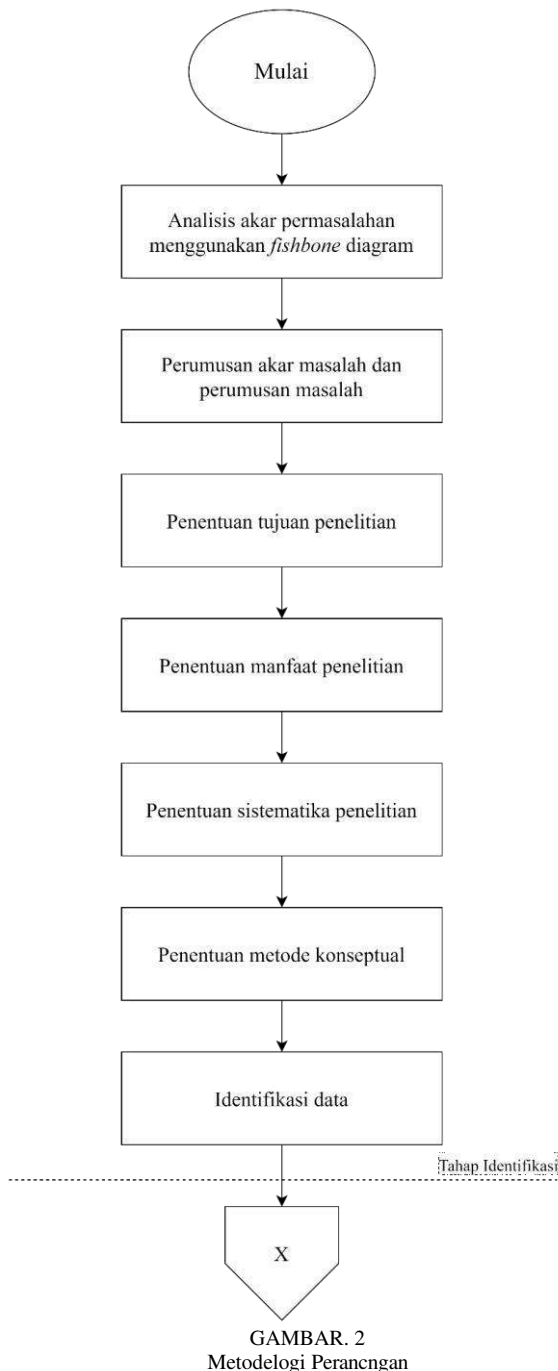 Mulai
Analisis akar permasalahan
menggunakan fishbone diagram
Perumusan akar masalah dan
perumusan masalah
Penentuan tujuan penelitian
Penentuan manfaat penelitian
Penentuan sistematika penelitian
Penentuan metode konseptual
Identifikasi data
Tahap Identifikasi
X
GAMBAR. 2
Metodelogi Perancngan